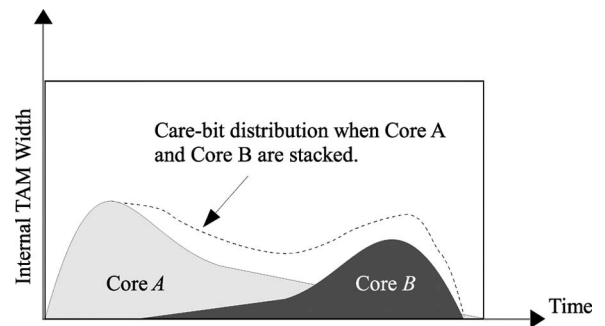 Internal TAM Width
Care-bit distribution when Core A
and Core B are stacked.
Core A
Core B
Time